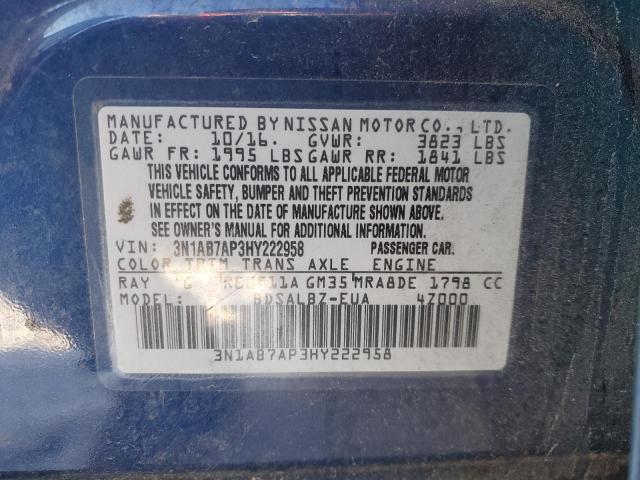 MANUFACTURED BY NISSAN MOTOR CO., LTD.
DATE: 10/16. GVWR: 3823 LBS
GAWR FR: 1995 LBS GAWR RR: 1841 LBS
THIS VEHICLE CONFORMS TO ALL APPLICABLE FEDERAL MOTOR
VEHICLE SAFETY, BUMPER AND THEFT PREVENTION STANDARDS
IN EFFECT ON THE DATE OF MANUFACTURE SHOWN ABOVE.
SEE OWNER'S MANUAL FOR ADDITIONAL INFORMATION
VIN: 3N1AB7AP3HY222958 PASSENGER CAR.
COLOR TRIM TRANS AXLE ENGINE
RAY G GM35 MRA8DE 1798 CC
MODEL: BDSALBZ-EUA 4Z000
3N1AB7AP3HY222958